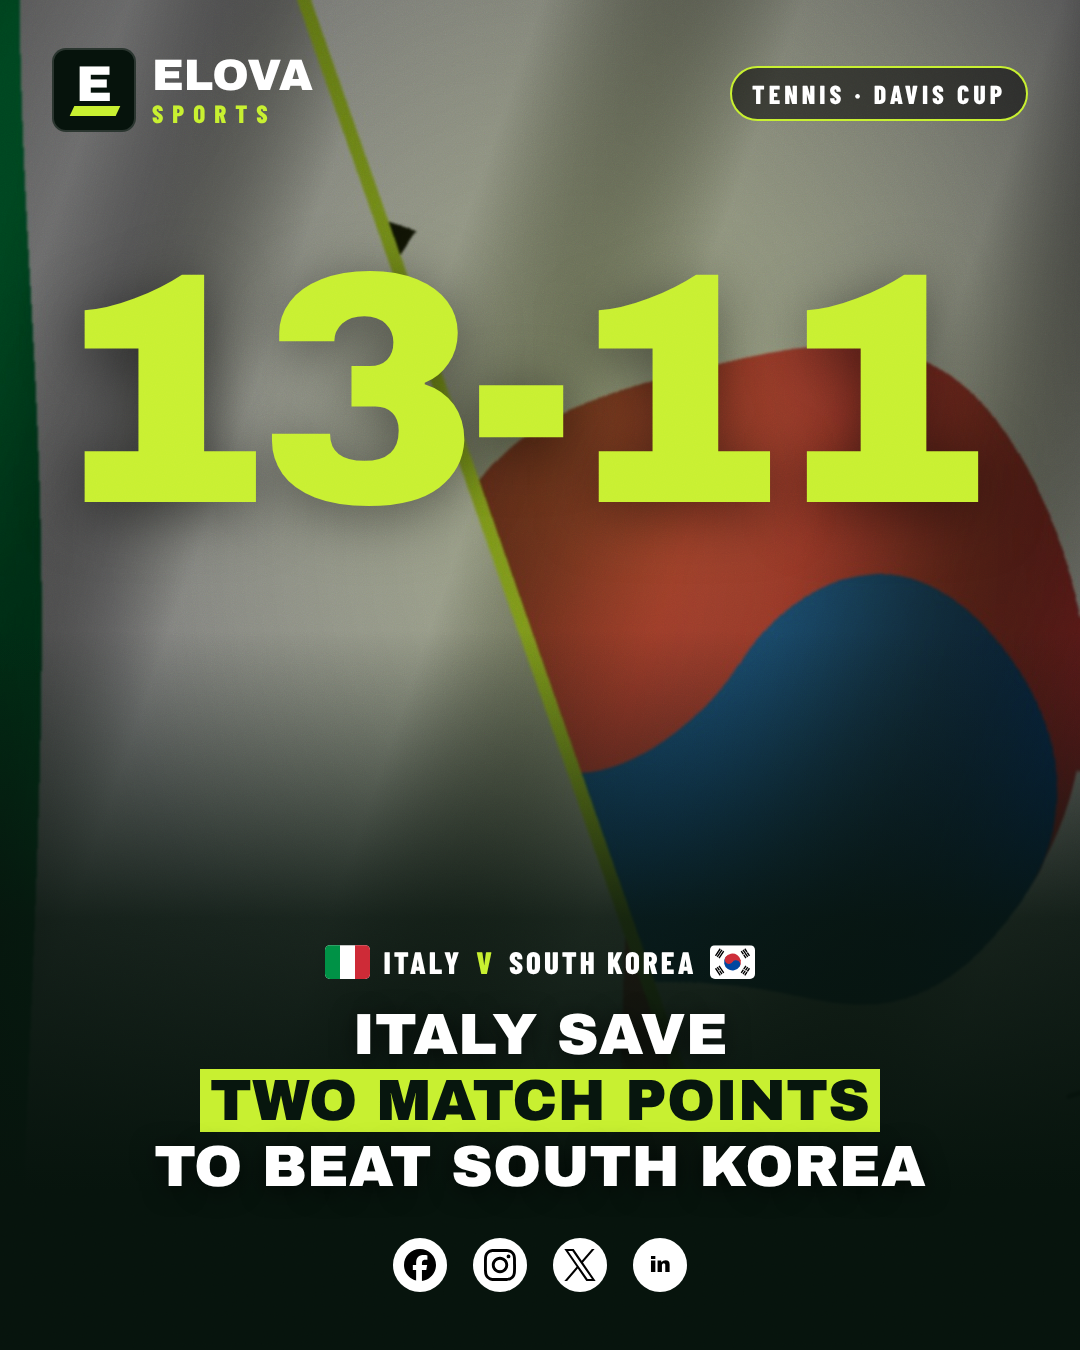 E
ELOVA
SPORTS
TENNIS · DAVIS CUP
13-11
ITALY V SOUTH KOREA
ITALY SAVE
TWO MATCH POINTS
TO BEAT SOUTH KOREA
in